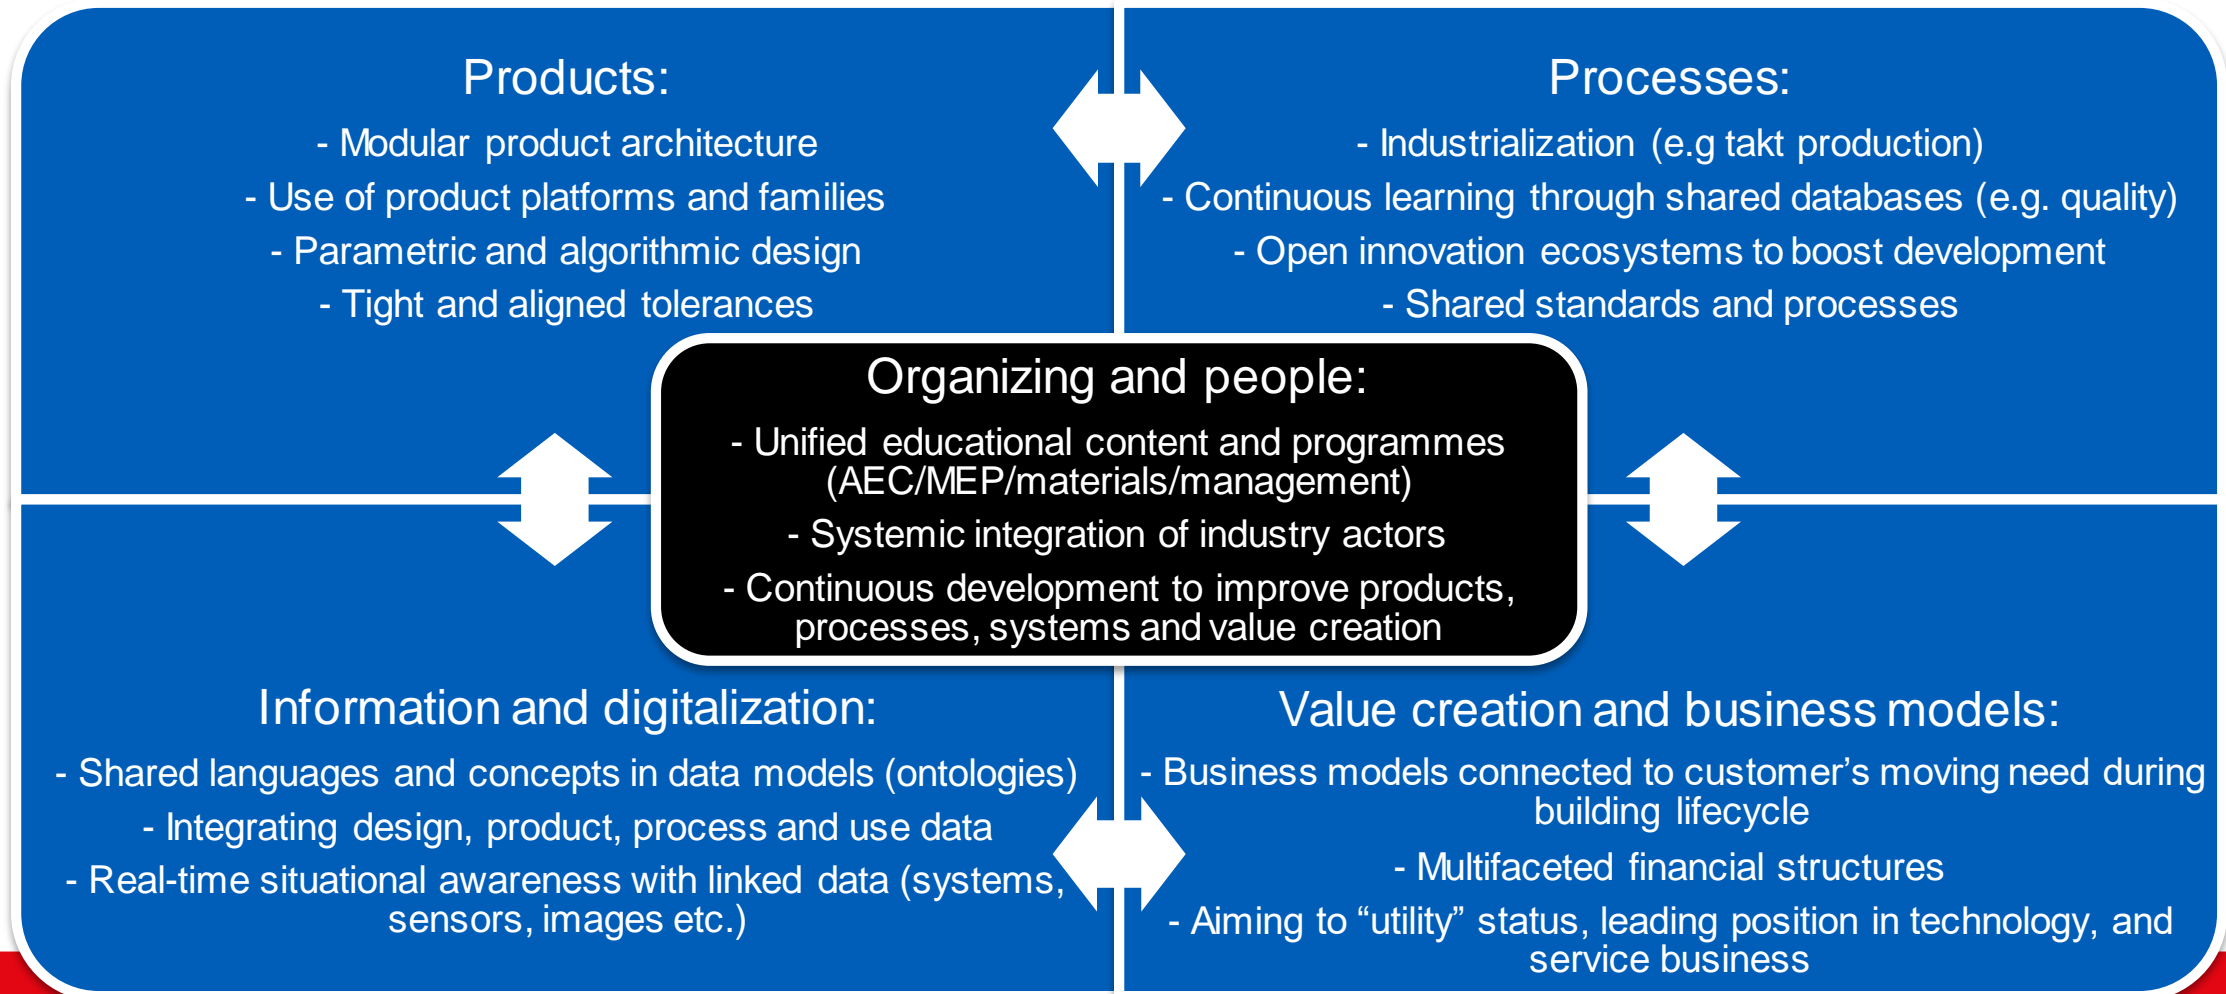 Products:
- Modular product architecture
- Use of product platforms and families
- Parametric and algorithmic design
- Tight and aligned tolerances
Processes:
- Industrialization (e.g takt production)
- Continuous learning through shared databases (e.g. quality)
- Open innovation ecosystems to boost development
- Shared standards and processes
Organizing and people:
- Unified educational content and programmes
(AEC/MEP/materials/management)
- Systemic integration of industry actors
- Continuous development to improve products,
processes, systems and value creation
Information and digitalization:
- Shared languages and concepts in data models (ontologies)
- Integrating design, product, process and use data
- Real-time situational awareness with linked data (systems,
sensors, images etc.)
Value creation and business models:
- Business models connected to customer’s moving need during
building lifecycle
- Multifaceted financial structures
- Aiming to “utility” status, leading position in technology, and
service business